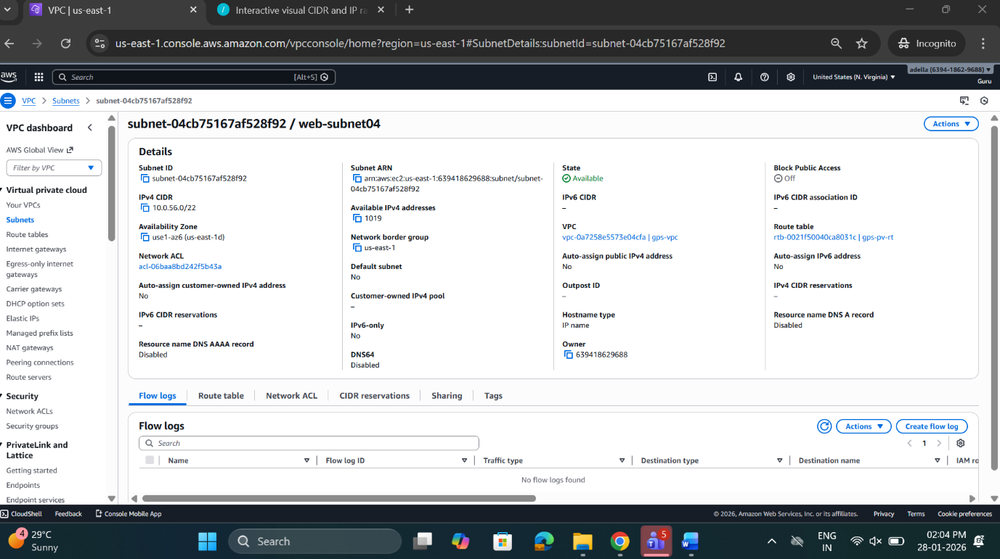 VPC | us-east-1
Interactive visual CIDR and IP ra
us-east-1.console.aws.amazon.com/vpcconsole/home?region=us-east-1#SubnetDetails:subnetId=subnet-04cb75167af528f92
Incognito
aws
Search
[Alt+S]
United States (N. Virginia)
adella (6394-1862-9688)
Guru
VPC
Subnets
subnet-04cb75167af528f92
VPC dashboard
AWS Global View
Filter by VPC
Virtual private cloud
Your VPCs
Subnets
Route tables
Internet gateways
Egress-only internet
gateways
Carrier gateways
DHCP option sets
Elastic IPs
Managed prefix lists
NAT gateways
Peering connections
Route servers
Security
Network ACLs
Security groups
PrivateLink and
Lattice
Getting started
Endpoints
Endpoint services
subnet-04cb75167af528f92 / web-subnet04
Actions
Details
Subnet ID
subnet-04cb75167af528f92
IPv4 CIDR
10.0.56.0/22
Availability Zone
use1-az6 (us-east-1d)
Network ACL
acl-06baa8bd242f5b43a
Auto-assign customer-owned IPv4 address
No
IPv6 CIDR reservations
–
Resource name DNS AAAA record
Disabled
Subnet ARN
arn:aws:ec2:us-east-1:639418629688:subnet/subnet-
04cb75167af528f92
Available IPv4 addresses
1019
Network border group
us-east-1
Default subnet
No
Customer-owned IPv4 pool
–
IPv6-only
No
DNS64
Disabled
State
Available
IPv6 CIDR
–
VPC
vpc-0a7258e5573e04cfa | gps-vpc
Auto-assign public IPv4 address
No
Outpost ID
–
Hostname type
IP name
Owner
639418629688
Block Public Access
Off
IPv6 CIDR association ID
–
Route table
rtb-0021f50040ca8031c | gps-pv-rt
Auto-assign IPv6 address
No
IPv4 CIDR reservations
–
Resource name DNS A record
Disabled
Flow logs
Route table
Network ACL
CIDR reservations
Sharing
Tags
Flow logs
Actions
Create flow log
Search
1
Name
Flow log ID
Traffic type
Destination type
Destination name
IAM ro
No flow logs found
CloudShell
Feedback
Console Mobile App
© 2026, Amazon Web Services, Inc. or its affiliates.
Privacy
Terms
Cookie preferences
4
29°C
Sunny
Search
5
ENG
IN
02:04 PM
28-01-2026